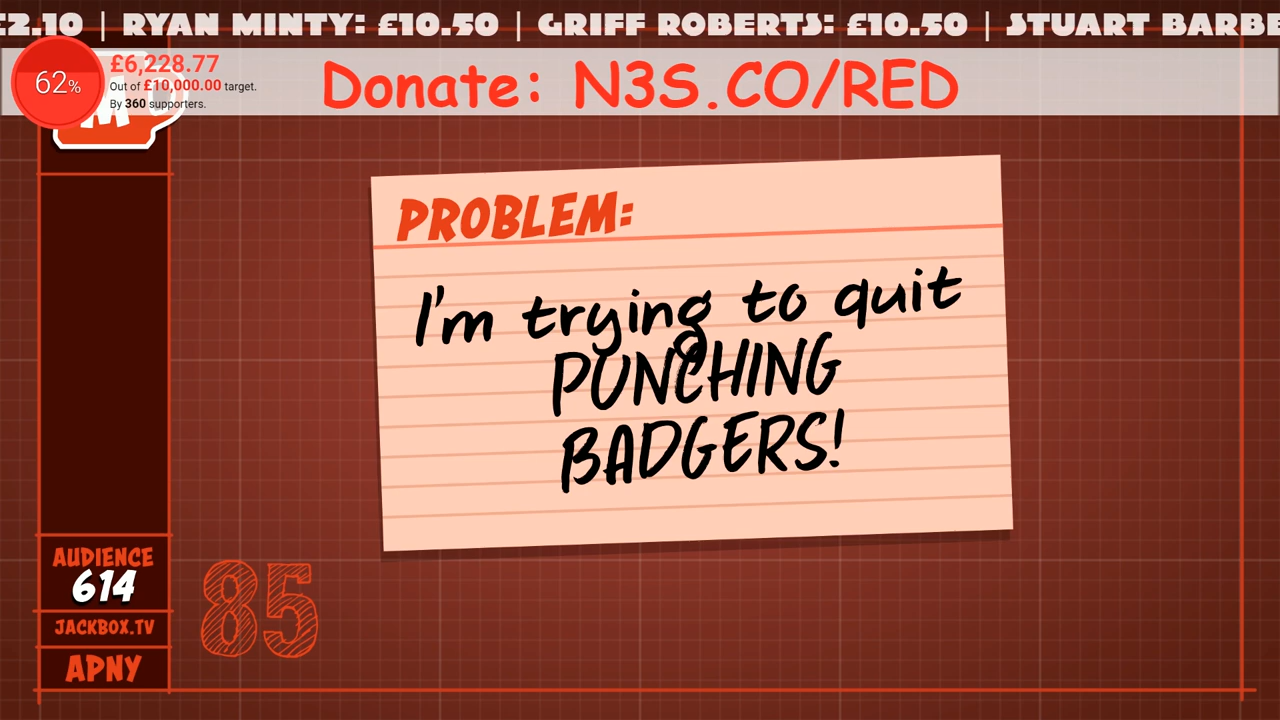 £2.10 | RYAN MINTY: £10.50 | GRIFF ROBERTS: £10.50 | STUART BARBE
62%
£6,228.77
Out of £10,000.00 target.
By 360 supporters.
Donate: N3S.CO/RED
M
PROBLEM:
I'm trying to quit
PUNCHING
BADGERS!
AUDIENCE
614
JACKBOX.TV
APNY
85